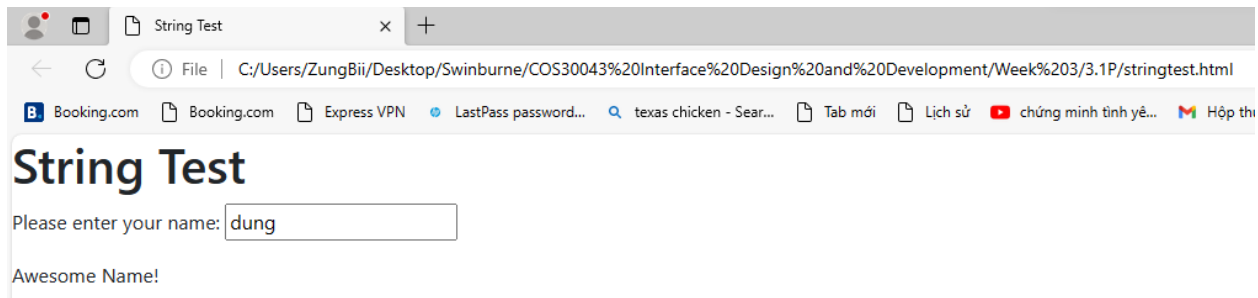 String Test
File C:/Users/ZungBii/Desktop/Swinburne/COS30043%20Interface%20Design%20and%20Development/Week%203/3.1P/stringtest.html
B. Booking.com Booking.com Express VPN LastPass password... texas chicken - Sear... Tab mới Lịch sử chứng minh tình yê... Hộp
String Test
Please enter your name: dung
Awesome Name!